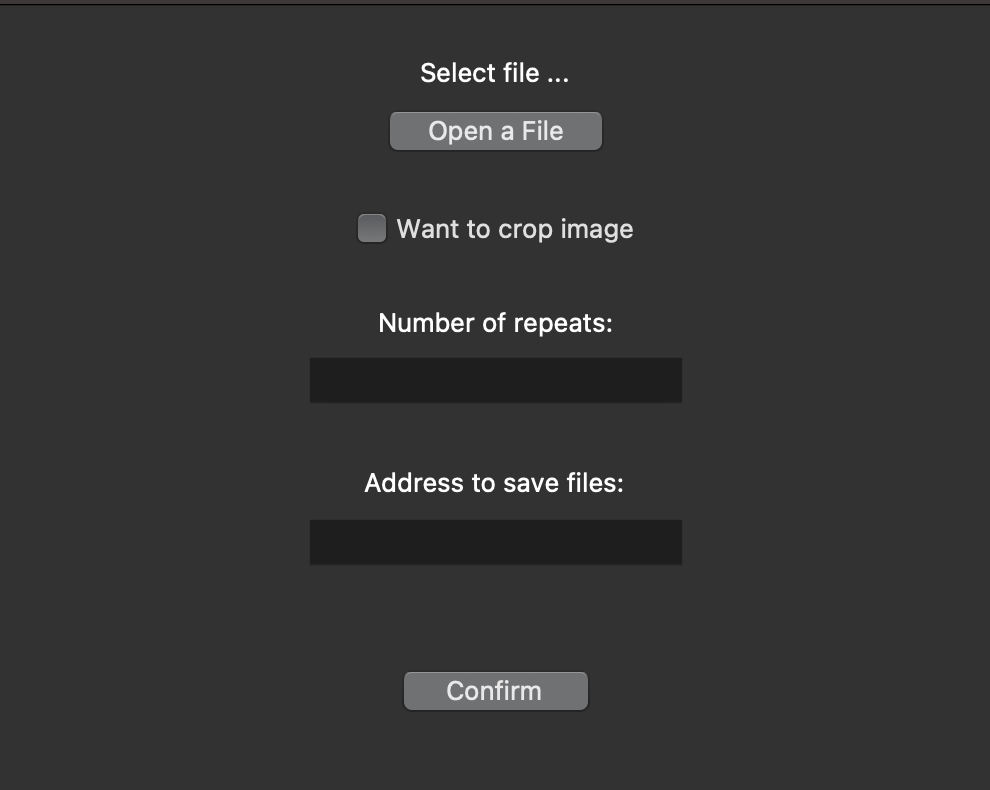 Select file ...
Open a File
Want to crop image
Number of repeats:
Address to save files:
Confirm